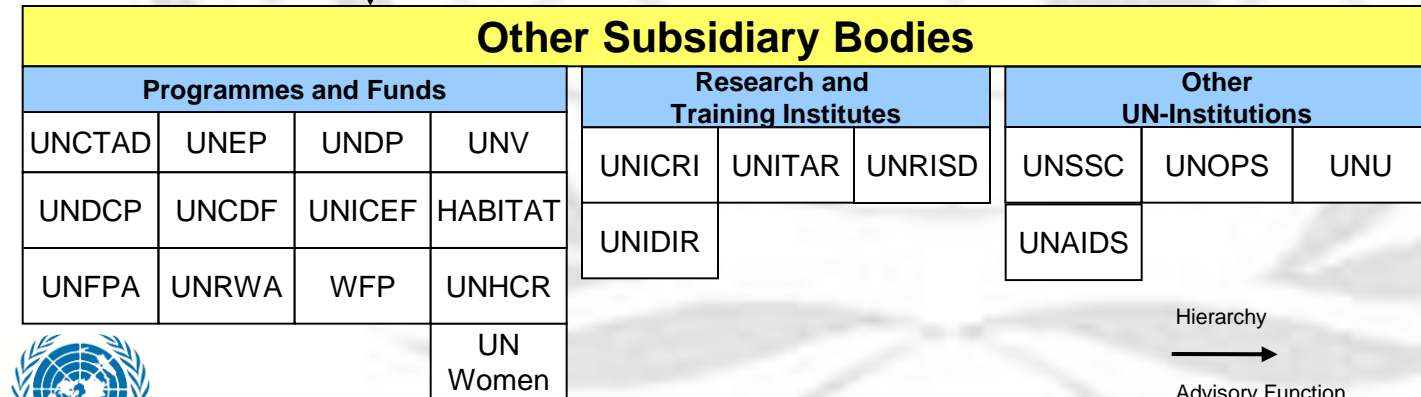 Other Subsidiary Bodies
Programmes and Funds
UNCTAD UNEP UNDP UNV
UNDCP UNCDF UNICEF HABITAT
UNFPA UNRWA WFP UNHCR
UN
Women
Research and
Training Institutes
UNICRI UNITAR UNRISD
UNIDIR
Other
UN-Institutions
UNSSC UNOPS UNU
UNAIDS
Hierarchy
Advisory Function